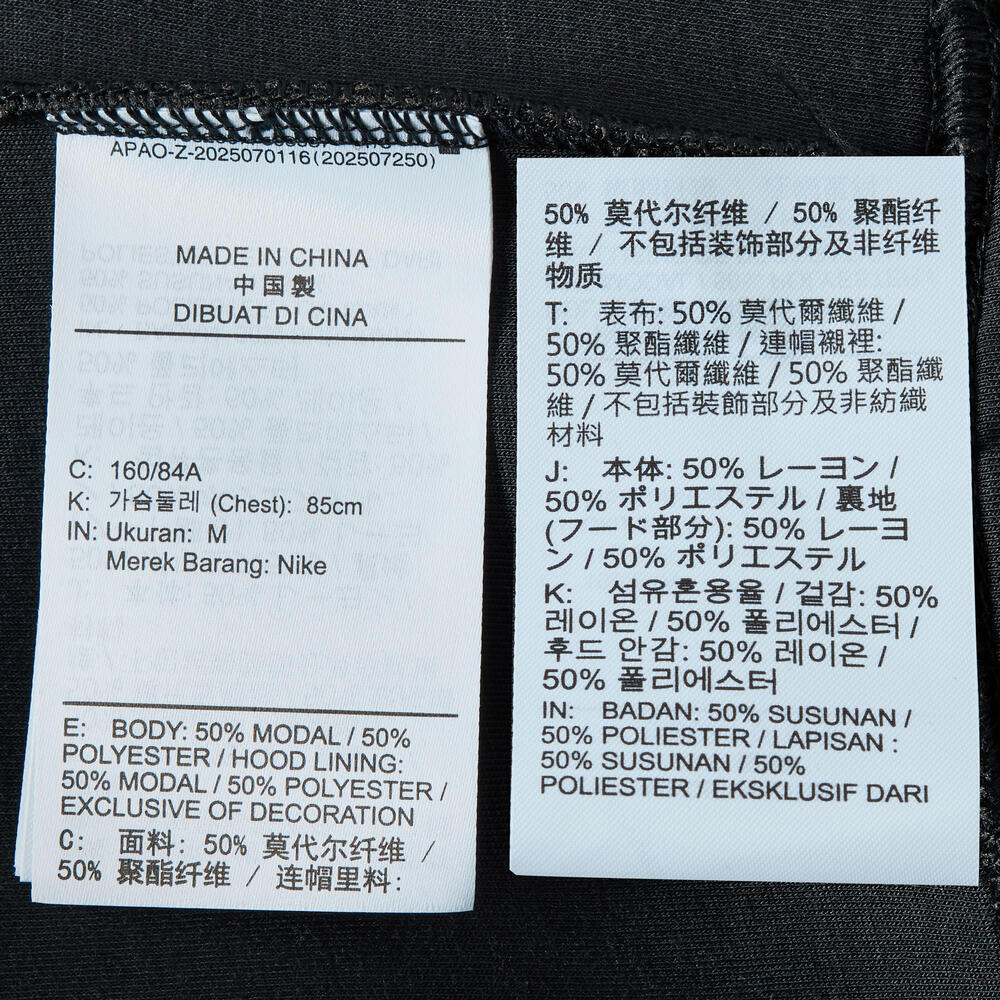 APAO-Z-2025070116(202507250)
MADE IN CHINA
中国製
DIBUAT DI CINA
C: 160/84A
K: 가슴둘레 (Chest): 85cm
IN: Ukuran: M
Merek Barang: Nike
E: BODY: 50% MODAL / 50%
POLYESTER / HOOD LINING:
50% MODAL / 50% POLYESTER /
EXCLUSIVE OF DECORATION
C: 面料: 50% 莫代尔纤维 /
50% 聚酯纤维 / 连帽里料:
50% 莫代尔纤维 / 50% 聚酯纤
维 / 不包括装饰部分及非纤维
物质
T: 表布: 50% 莫代爾纖維 /
50% 聚酯纖維 / 連帽襯裡:
50% 莫代爾纖維 / 50% 聚酯纖
維 / 不包括裝飾部分及非紡織
材料
J: 本体: 50% レーヨン /
50% ポリエステル / 裏地
(フード部分): 50% レーヨ
ン / 50% ポリエステル
K: 섬유혼용율 / 겉감: 50%
레이온 / 50% 폴리에스터 /
후드 안감: 50% 레이온 /
50% 폴리에스터
IN: BADAN: 50% SUSUNAN /
50% POLIESTER / LAPISAN :
50% SUSUNAN / 50%
POLIESTER / EKSKLUSIF DARI